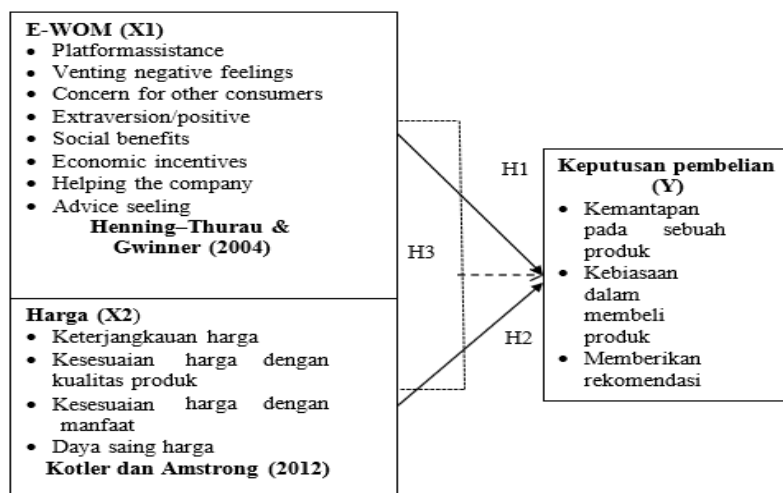 E-WOM (X1)
• Platformassistance
• Venting negative feelings
• Concern for other consumers
• Extraversion/positive
• Social benefits
• Economic incentives
• Helping the company
• Advice seeling
Henning–Thurau &
Gwinner (2004)
Harga (X2)
• Keterjangkauan harga
• Kesesuaian harga dengan
kualitas produk
• Kesesuaian harga dengan
manfaat
• Daya saing harga
Kotler dan Amstrong (2012)
H1
H3
H2
Keputusan pembelian
(Y)
• Kemantapan
pada sebuah
produk
• Kebiasaan
dalam
membeli
produk
• Memberikan
rekomendasi